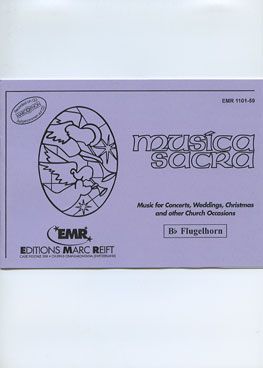 EMR 1101-59
musica
sacra
Music for Concerts, Weddings, Christmas
and other Church Occasions
B♭ Flugelhorn
EMR
EDITIONS MARC REIFT